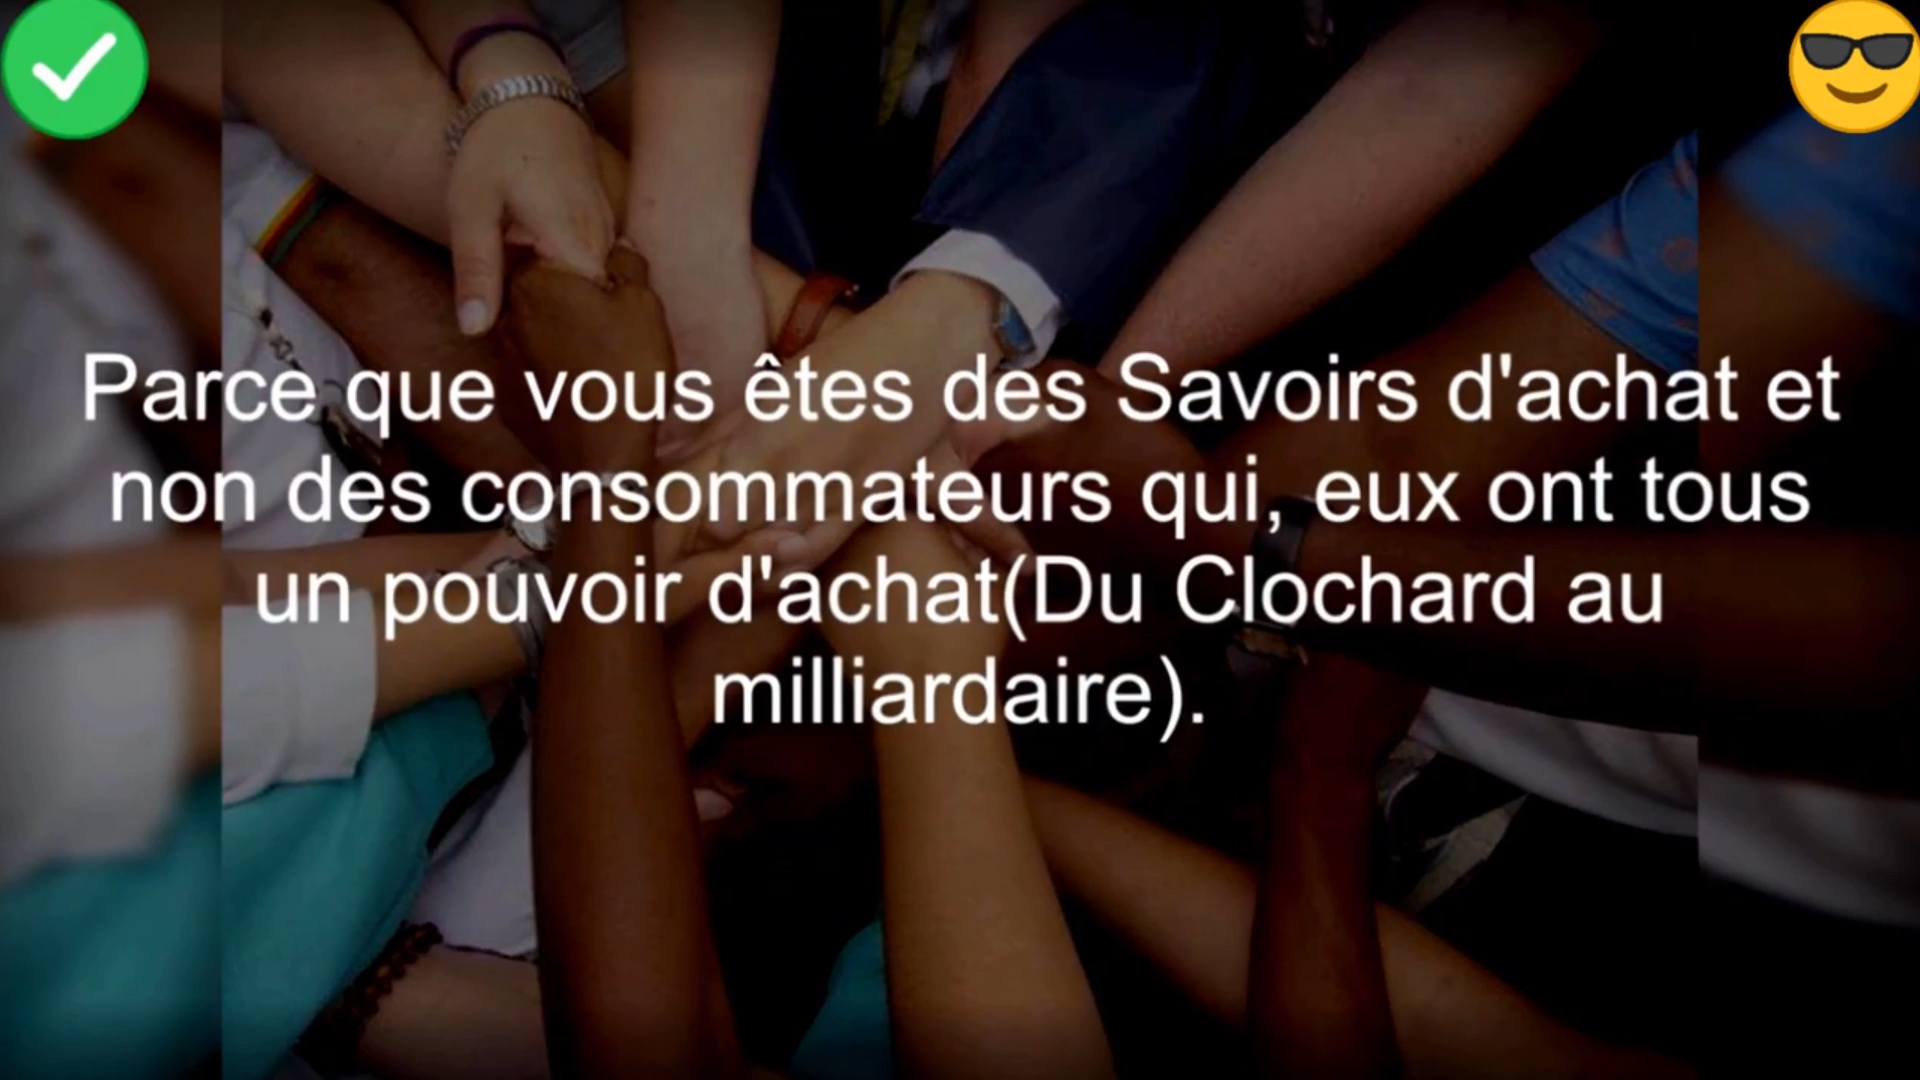 Parce que vous êtes des Savoirs d'achat et
non des consommateurs qui, eux ont tous
un pouvoir d'achat(Du Clochard au
milliardaire).